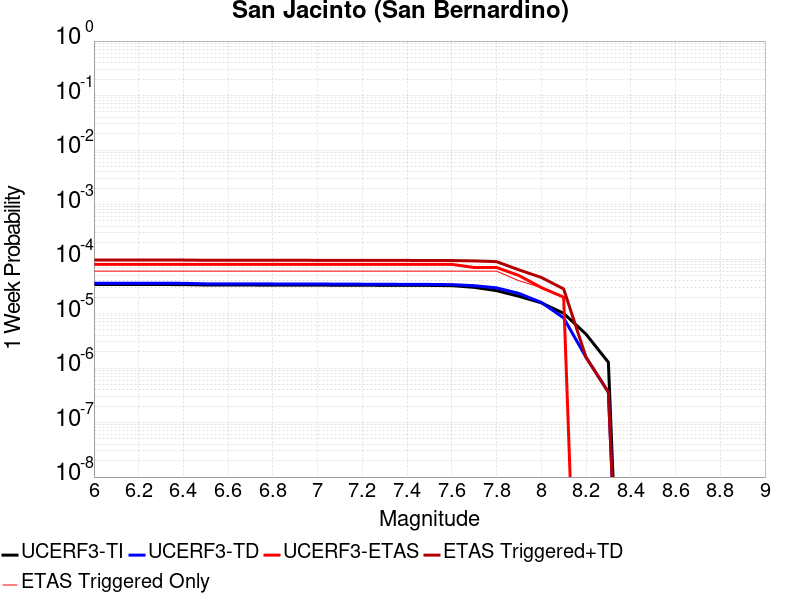 San Jacinto (San Bernardino)
10^0
10^-1
10^-2
10^-3
10^-4
10^-5
10^-6
10^-7
10^-8
1 Week Probability
6 6.2 6.4 6.6 6.8 7 7.2 7.4 7.6 7.8 8 8.2 8.4 8.6 8.8 9
Magnitude
UCERF3-TI UCERF3-TD UCERF3-ETAS ETAS Triggered+TD
ETAS Triggered Only